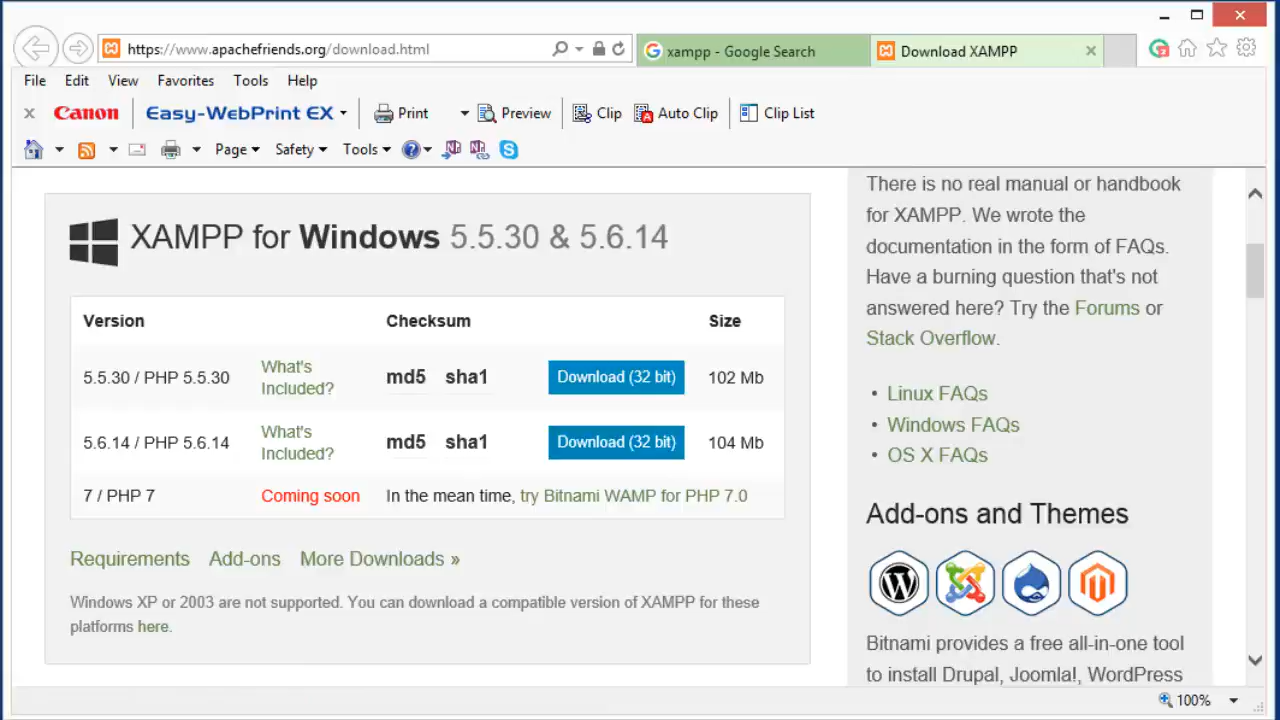 https://www.apachefriends.org/download.html
xampp - Google Search
Download XAMPP
File Edit View Favorites Tools Help
x Canon Easy-WebPrint EX Print Preview Clip Auto Clip Clip List
Page Safety Tools
XAMPP for Windows 5.5.30 & 5.6.14
Version Checksum Size
5.5.30 / PHP 5.5.30 What's Included? md5 sha1 Download (32 bit) 102 Mb
5.6.14 / PHP 5.6.14 What's Included? md5 sha1 Download (32 bit) 104 Mb
7 / PHP 7 Coming soon In the mean time, try Bitnami WAMP for PHP 7.0
Requirements Add-ons More Downloads »
Windows XP or 2003 are not supported. You can download a compatible version of XAMPP for these
platforms here.
There is no real manual or handbook
for XAMPP. We wrote the
documentation in the form of FAQs.
Have a burning question that's not
answered here? Try the Forums or
Stack Overflow.
• Linux FAQs
• Windows FAQs
• OS X FAQs
Add-ons and Themes
Bitnami provides a free all-in-one tool
to install Drupal, Joomla!, WordPress
100%